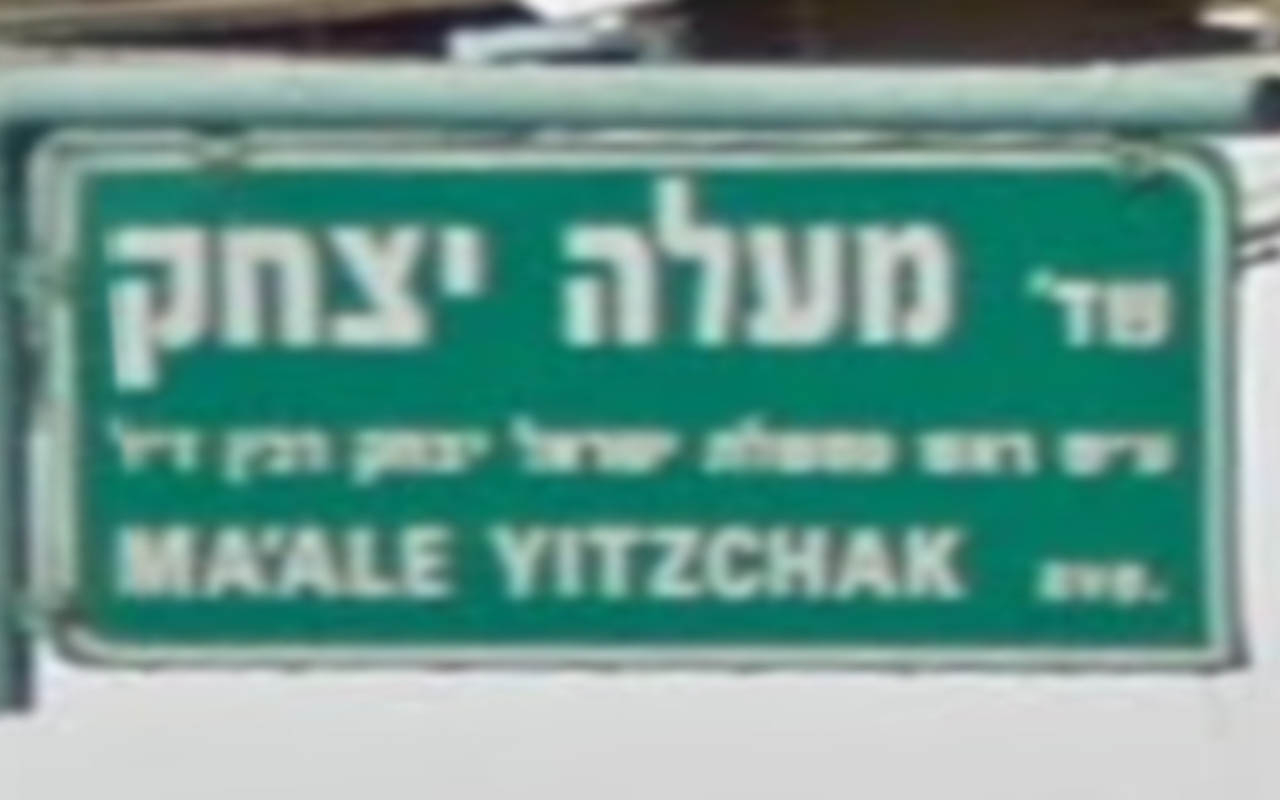 שד' מעלה יצחק
ע"ש ראש ממשלת ישראל יצחק רבין ז"ל
MA'ALE YITZCHAK ave.